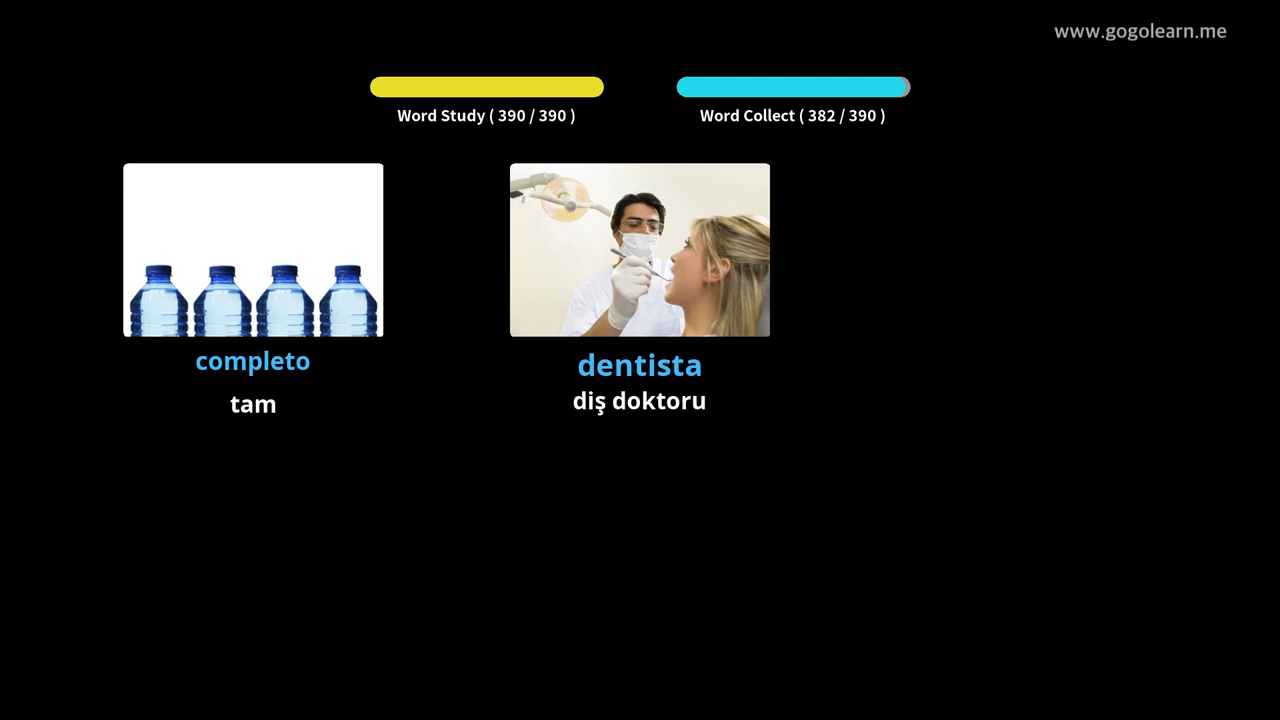 www.gogolearn.me
Word Study ( 390 / 390 )
Word Collect ( 382 / 390 )
completo
tam
dentista
diş doktoru